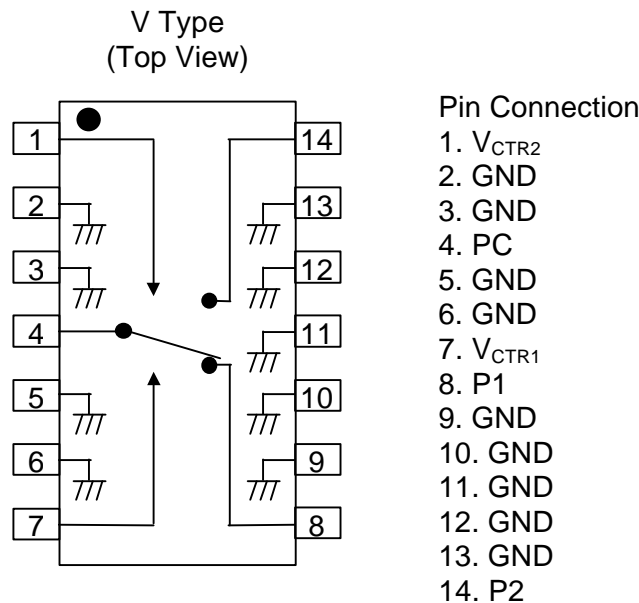 V Type
(Top View)
1
2
3
4
5
6
7
14
13
12
11
10
9
8
Pin Connection
1. VCTR2
2. GND
3. GND
4. PC
5. GND
6. GND
7. VCTR1
8. P1
9. GND
10. GND
11. GND
12. GND
13. GND
14. P2